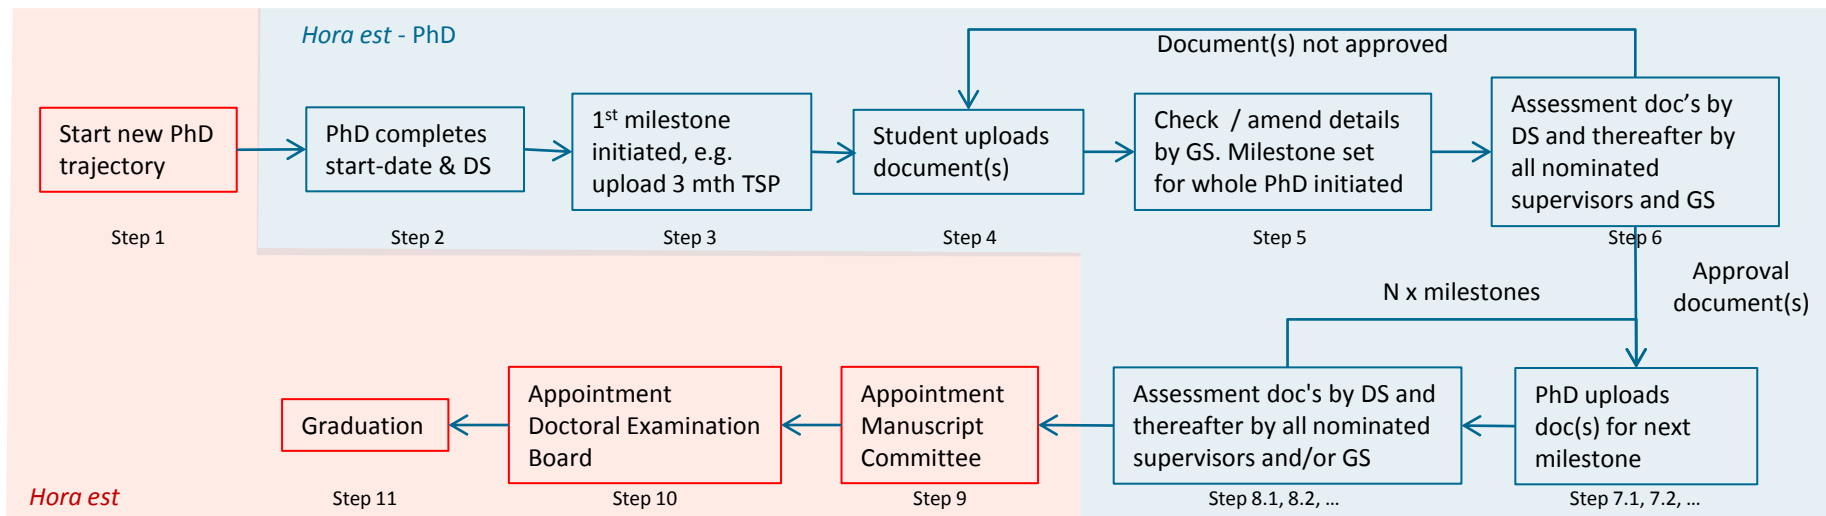 Hora est - PhD
Document(s) not approved
Start new PhD
trajectory
PhD completes
start-date & DS
1st milestone
initiated, e.g.
upload 3 mth TSP
Student uploads
document(s)
Check / amend details
by GS. Milestone set
for whole PhD initiated
Assessment doc's by
DS and thereafter by
all nominated
supervisors and GS
Step 1
Step 2
Step 3
Step 4
Step 5
Step 6
Approval
document(s)
N x milestones
Graduation
Appointment
Doctoral Examination
Board
Appointment
Manuscript
Committee
Assessment doc's by DS and
thereafter by all nominated
supervisors and/or GS
PhD uploads
doc(s) for next
milestone
Hora est
Step 11
Step 10
Step 9
Step 8.1, 8.2, ...
Step 7.1, 7.2, ...